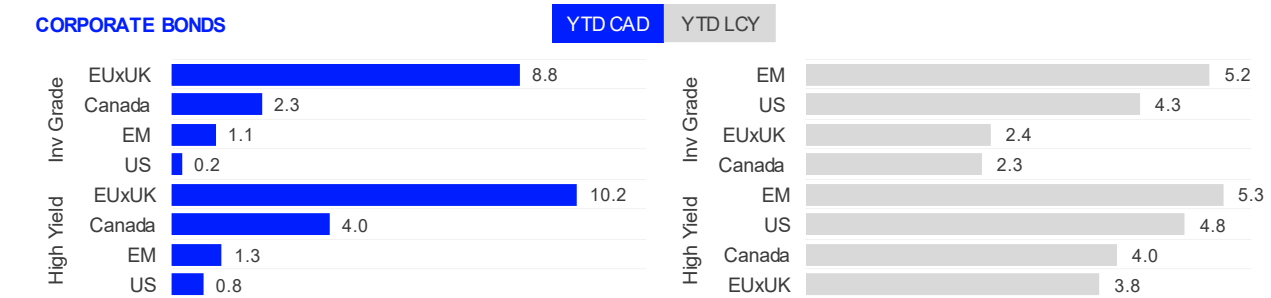 CORPORATE BONDS
YTD CAD YTD LCY
Inv Grade
EUxUK 8.8
Canada 2.3
EM 1.1
US 0.2
High Yield
EUxUK 10.2
Canada 4.0
EM 1.3
US 0.8
Inv Grade
EM 5.2
US 4.3
EUxUK 2.4
Canada 2.3
High Yield
EM 5.3
US 4.8
Canada 4.0
EUxUK 3.8